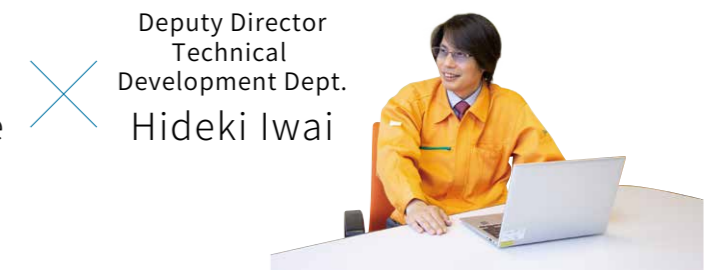 Deputy Director
Technical
Development Dept.
Hideki Iwai